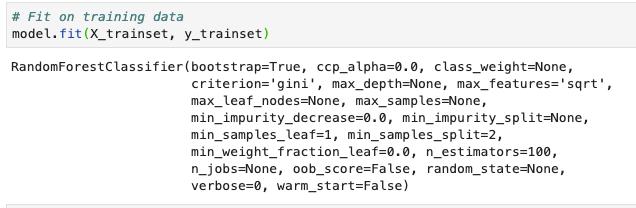 # Fit on training data
model.fit(X_trainset, y_trainset)
RandomForestClassifier(bootstrap=True, ccp_alpha=0.0, class_weight=None,
criterion='gini', max_depth=None, max_features='sqrt',
max_leaf_nodes=None, max_samples=None,
min_impurity_decrease=0.0, min_impurity_split=None,
min_samples_leaf=1, min_samples_split=2,
min_weight_fraction_leaf=0.0, n_estimators=100,
n_jobs=None, oob_score=False, random_state=None,
verbose=0, warm_start=False)